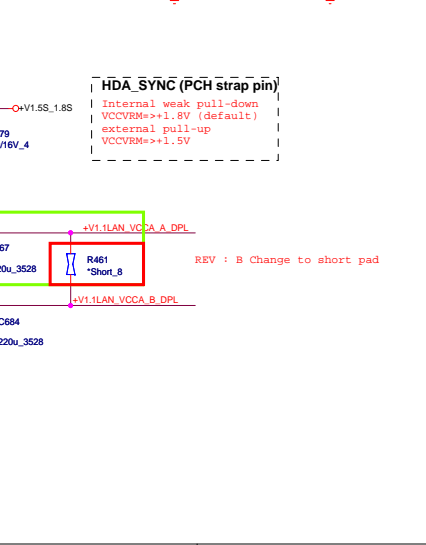 HDA_SYNC (PCH strap pin)
Internal weak pull-down
VCCVRM=>+1.8V (default)
external pull-up
VCCVRM=>+1.5V
+V1.5S_1.8S
79
/16V_4
+V1.1LAN_VCCA_A_DPL
67
20u_3528
R461
*Short_8
REV : B Change to short pad
+V1.1LAN_VCCA_B_DPL
C684
220u_3528